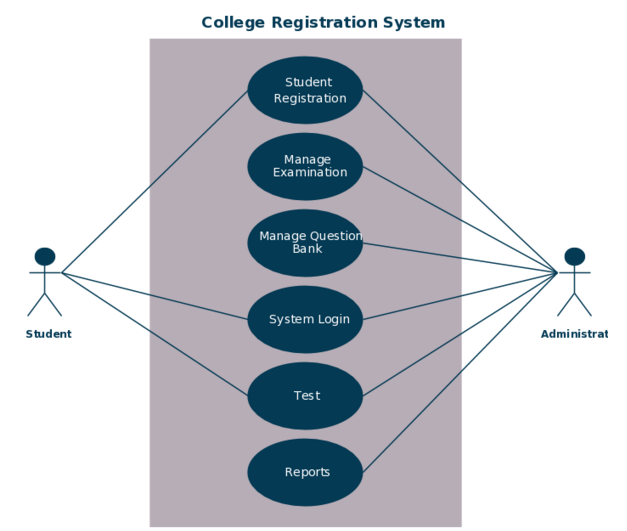 College Registration System
Student
Registration
Manage
Examination
Manage Question
Bank
System Login
Test
Reports
Student
Administrat